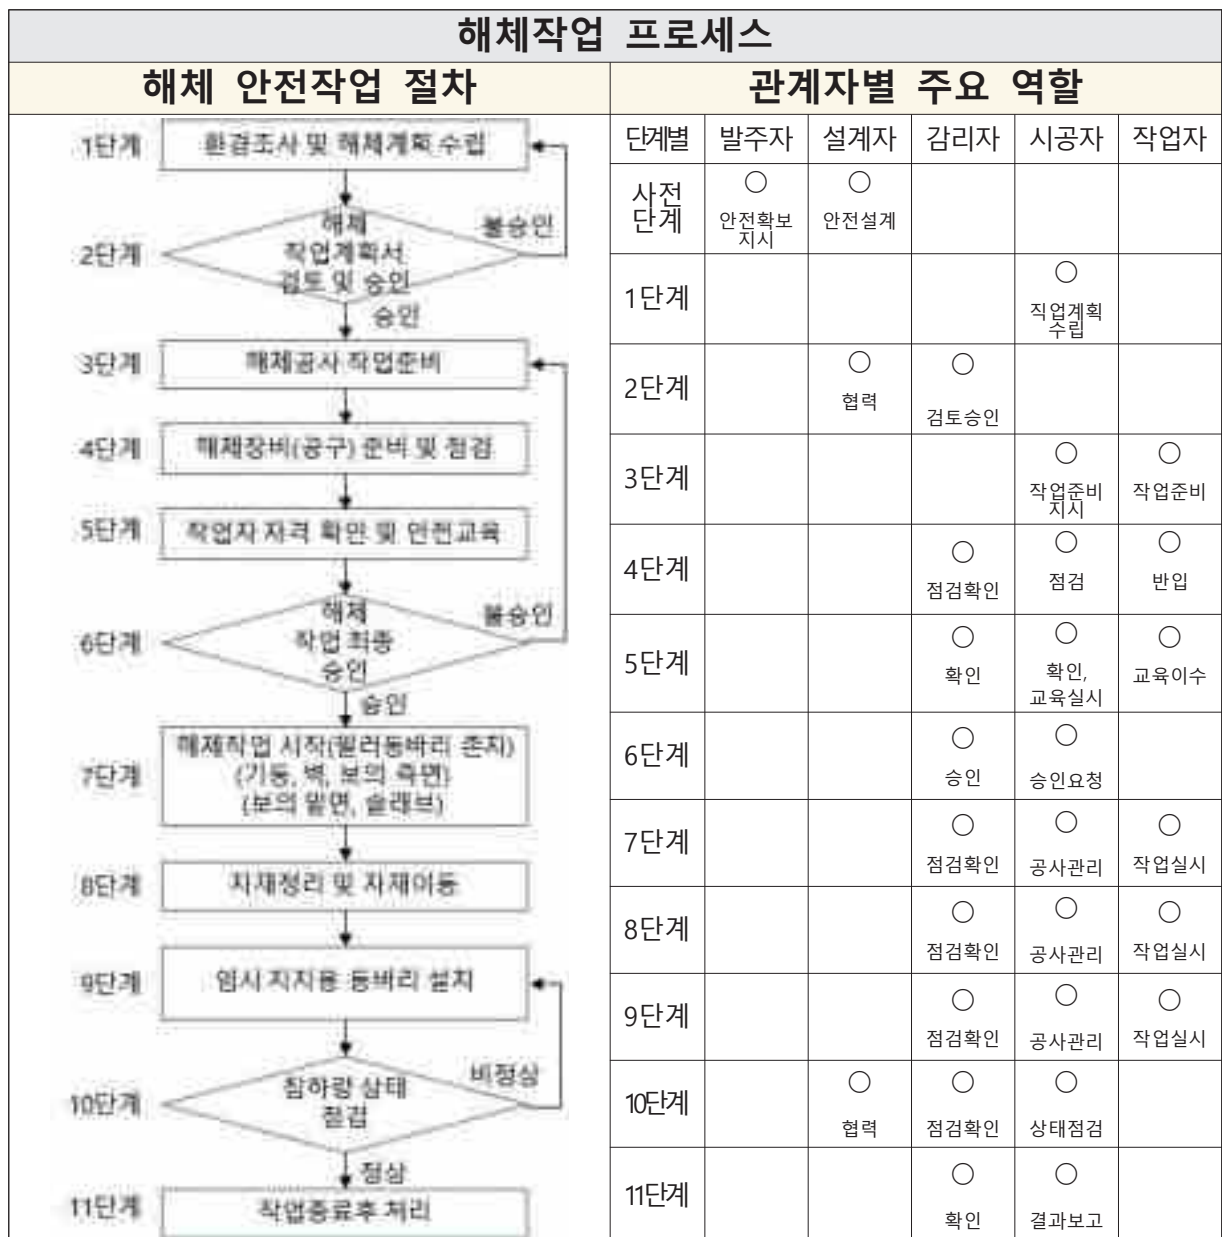 해체작업 프로세스
해체 안전작업 절차
관계자별 주요 역할
1단계
환경조사 및 해체계획 수립
불승인
2단계
해체
작업계획서
검토 및 승인
승인
3단계
해체공사 작업준비
4단계
해체장비(공구) 준비 및 점검
5단계
작업자 자격 확인 및 안전교육
6단계
해체
작업 최종
승인
불승인
승인
7단계
해체작업 시작(필러동바리 존치)
(기둥, 벽, 보의 측면)
(보의 밑면, 슬래브)
8단계
자재정리 및 자재이동
9단계
임시 지지용 동바리 설치
10단계
침하량 상태
점검
비정상
정상
11단계
작업종료후 처리
단계별 발주자 설계자 감리자 시공자 작업자
사전
단계
○ ○
안전확보
지시
안전설계
1단계
○
직업계획
수립
2단계
○ ○
협력
검토승인
3단계
○ ○
작업준비
지시
작업준비
4단계
○ ○ ○
점검확인 점검 반입
5단계
○ ○ ○
확인
확인,
교육실시
교육이수
6단계
○ ○
승인 승인요청
7단계
○ ○ ○
점검확인 공사관리 작업실시
8단계
○ ○ ○
점검확인 공사관리 작업실시
9단계
○ ○ ○
점검확인 공사관리 작업실시
10단계
○ ○ ○
협력 점검확인 상태점검
11단계
○ ○
확인 결과보고